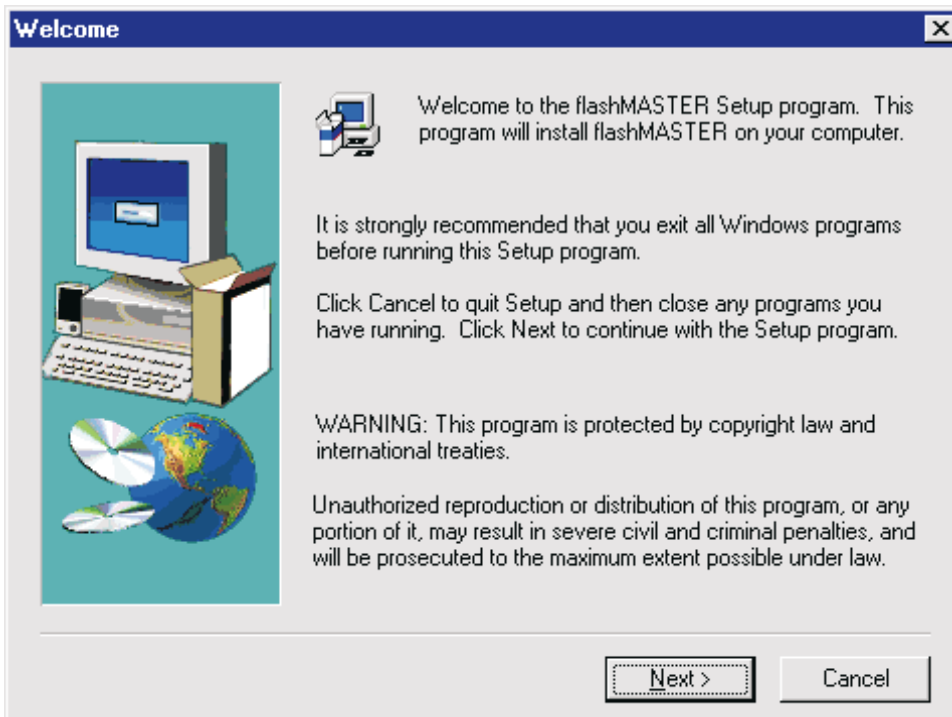 Welcome
Welcome to the flashMASTER Setup program.  This
program will install flashMASTER on your computer.
It is strongly recommended that you exit all Windows programs
before running this Setup program.
Click Cancel to quit Setup and then close any programs you
have running.  Click Next to continue with the Setup program.
WARNING: This program is protected by copyright law and
international treaties.
Unauthorized reproduction or distribution of this program, or any
portion of it, may result in severe civil and criminal penalties, and
will be prosecuted to the maximum extent possible under law.
Next >
Cancel